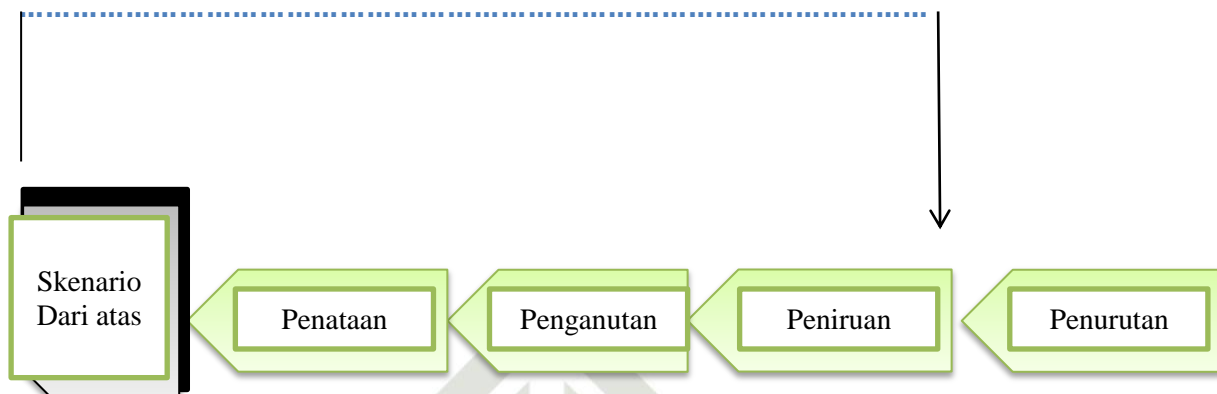 Skenario
Dari atas
Penataan
Penganutan
Peniruan
Penurutan